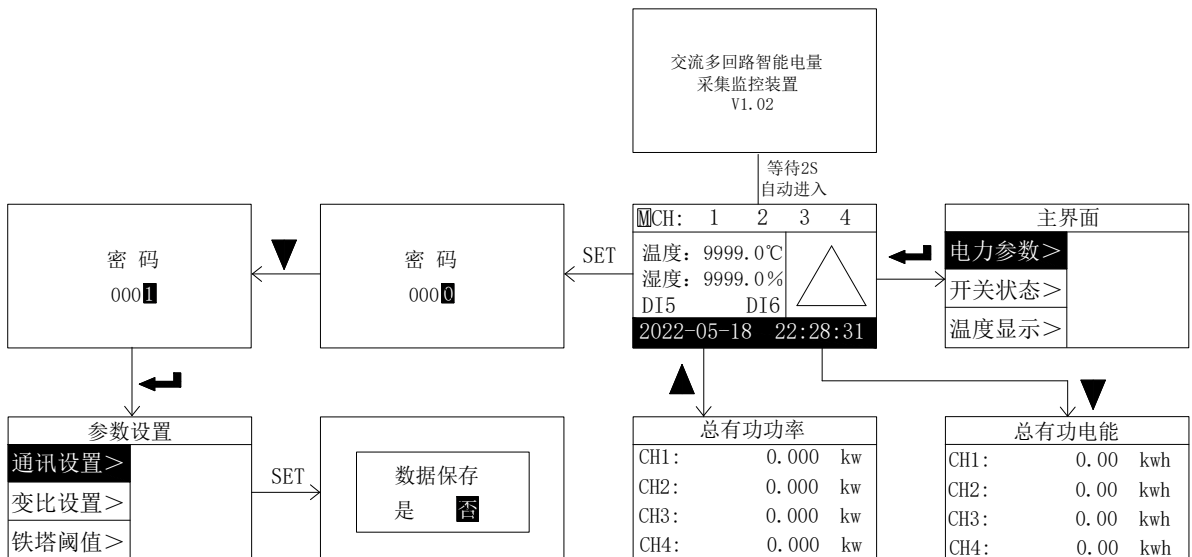 交流多回路智能电量
采集监控装置
V1.02
等待2S
自动进入
密 码
0001
密 码
0000
SET
MCH: 1 2 3 4
温度: 9999.0℃
湿度: 9999.0%
DI5 DI6
2022-05-18 22:28:31
主界面
电力参数>
开关状态>
温度显示>
参数设置
通讯设置>
变比设置>
铁塔阈值>
SET
数据保存
是 否
总有功功率
CH1: 0.000 kw
CH2: 0.000 kw
CH3: 0.000 kw
CH4: 0.000 kw
总有功电能
CH1: 0.00 kwh
CH2: 0.00 kwh
CH3: 0.00 kwh
CH4: 0.00 kwh